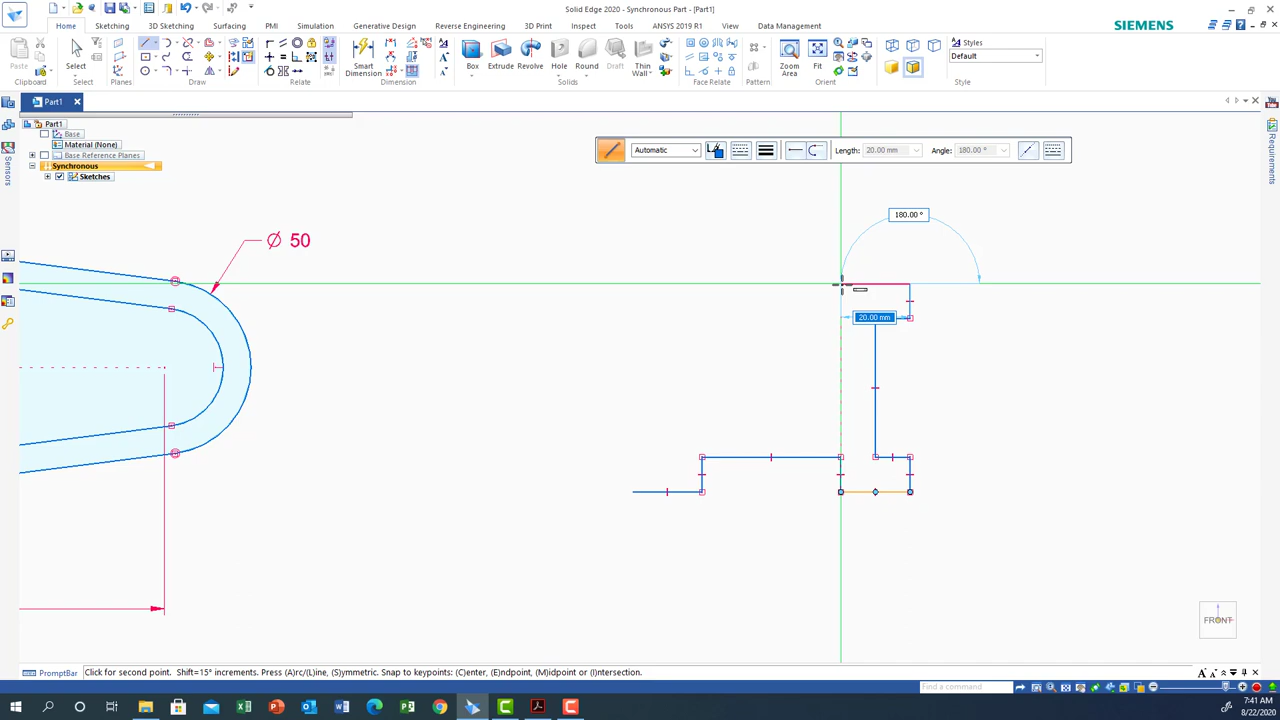 Solid Edge 2020 - Synchronous Part - [Part1]
Home
Sketching
3D Sketching
Surfacing
PMI
Simulation
Generative Design
Reverse Engineering
3D Print
Inspect
Tools
ANSYS 2019 R1
View
Data Management
SIEMENS
Paste
Select
Smart
Dimension
Box
Extrude
Revolve
Hole
Round
Draft
Thin
Wall
Zoom
Area
Fit
Styles
Default
Clipboard
Select
Planes
Draw
Relate
Dimension
Solids
Face Relate
Pattern
Orient
Style
Part1
Part1
Base
Material (None)
Base Reference Planes
Synchronous
Sketches
Sensors
Requirements
Automatic
Length: 20.00 mm
Angle: 180.00 °
180.00 °
Ø 50
20.00 mm
FRONT
PromptBar
Click for second point. Shift=15° increments. Press (A)rc/(L)ine, (S)ymmetric. Snap to keypoints: (C)enter, (E)ndpoint, (M)idpoint or (I)ntersection.
Find a command
7:41 AM
8/22/2020